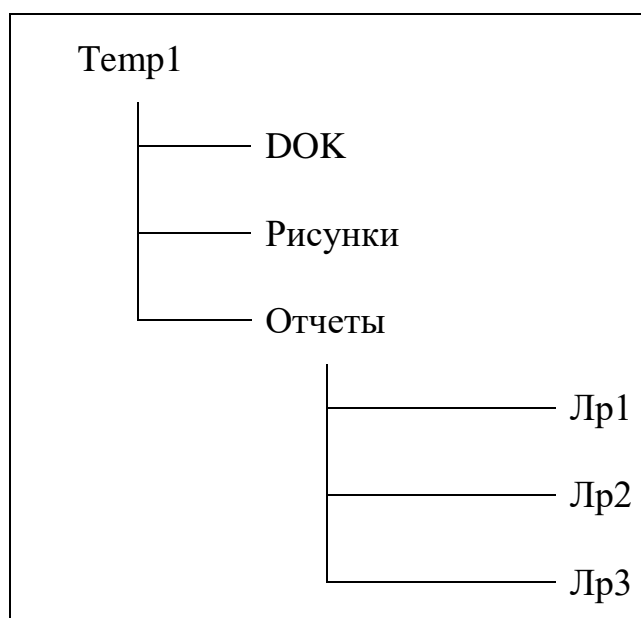 Temp1
DOK
Рисунки
Отчеты
Лр1
Лр2
Лр3